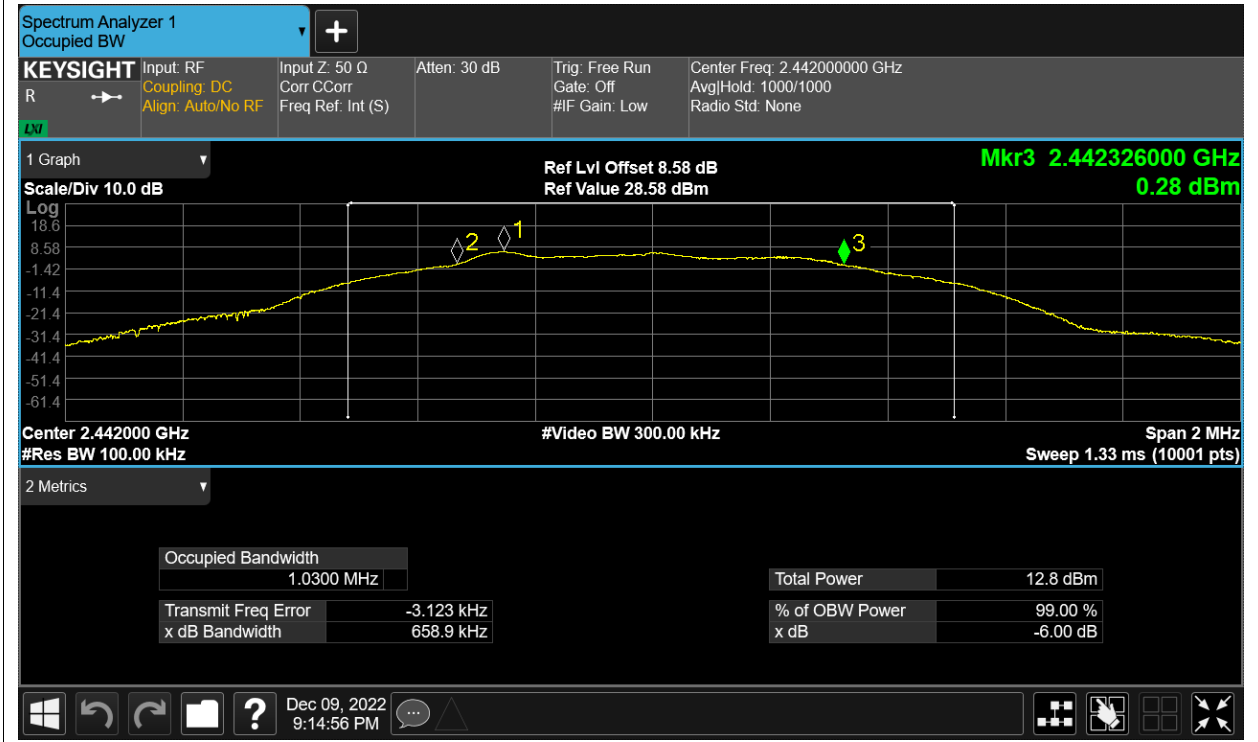 Spectrum Analyzer 1
Occupied BW
KEYSIGHT
R
LXI
Input: RF
Coupling: DC
Align: Auto/No RF
Input Z: 50 Ω
Corr CCorr
Freq Ref: Int (S)
Atten: 30 dB
Trig: Free Run
Gate: Off
#IF Gain: Low
Center Freq: 2.442000000 GHz
Avg|Hold: 1000/1000
Radio Std: None
1 Graph
Scale/Div 10.0 dB
Ref Lvl Offset 8.58 dB
Ref Value 28.58 dBm
Mkr3 2.442326000 GHz
0.28 dBm
Log
18.6
8.58
-1.42
-11.4
-21.4
-31.4
-41.4
-51.4
-61.4
2
1
3
Center 2.442000 GHz
#Video BW 300.00 kHz
Span 2 MHz
#Res BW 100.00 kHz
Sweep 1.33 ms (10001 pts)
2 Metrics
Occupied Bandwidth
1.0300 MHz
Total Power 12.8 dBm
Transmit Freq Error -3.123 kHz
% of OBW Power 99.00 %
x dB Bandwidth 658.9 kHz
x dB -6.00 dB
?
Dec 09, 2022
9:14:56 PM